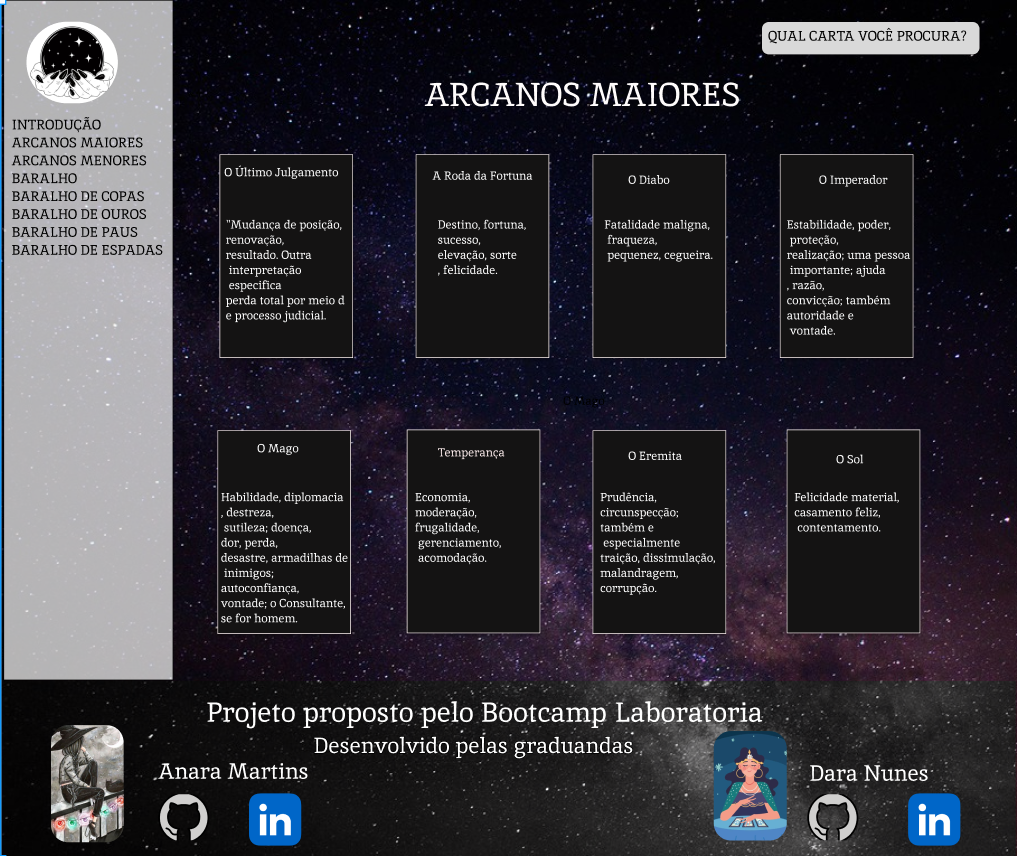 QUAL CARTA VOCÊ PROCURA?
INTRODUÇÃO
ARCANOS MAIORES
ARCANOS MENORES
BARALHO
BARALHO DE COPAS
BARALHO DE OUROS
BARALHO DE PAUS
BARALHO DE ESPADAS
ARCANOS MAIORES
O Último Julgamento
"Mudança de posição,
renovação,
resultado. Outra
interpretação
especifica
perda total por meio d
e processo judicial.
A Roda da Fortuna
Destino, fortuna,
sucesso,
elevação, sorte
, felicidade.
O Diabo
Fatalidade maligna,
fraqueza,
pequenez, cegueira.
O Imperador
Estabilidade, poder,
proteção,
realização; uma pessoa
importante; ajuda
, razão,
convicção; também
autoridade e
vontade.
O Mago
Habilidade, diplomacia
, destreza,
sutileza; doença,
dor, perda,
desastre, armadilhas de
inimigos;
autoconfiança,
vontade; o Consultante,
se for homem.
Temperança
Economia,
moderação,
frugalidade,
gerenciamento,
acomodação.
O Eremita
Prudência,
circunspecção;
também e
especialmente
traição, dissimulação,
malandragem,
corrupção.
O Sol
Felicidade material,
casamento feliz,
contentamento.
Projeto proposto pelo Bootcamp Laboratoria
Desenvolvido pelas graduandas
Anara Martins
Dara Nunes
in
in